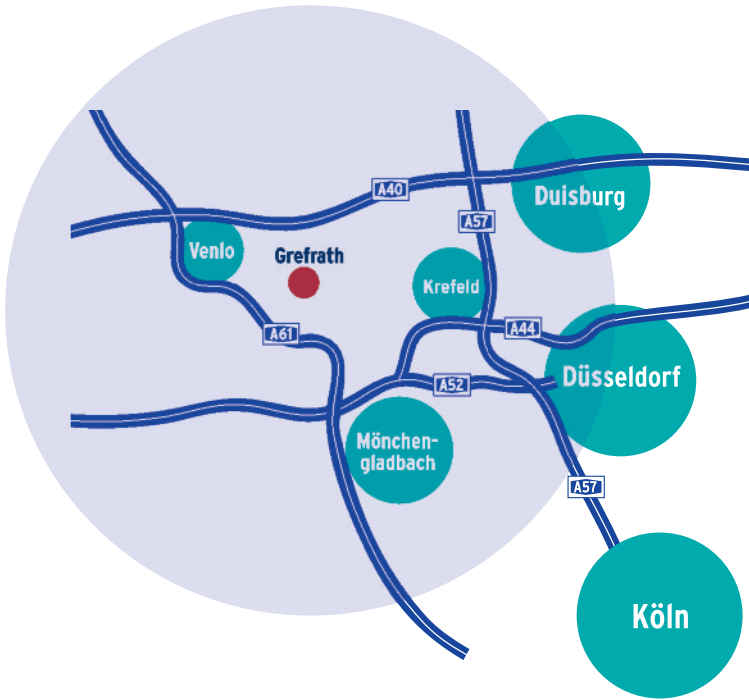 A40
Duisburg
A57
Venlo
Grefrath
Krefeld
A61
A44
A52
Düsseldorf
Mönchen-
gladbach
A57
Köln